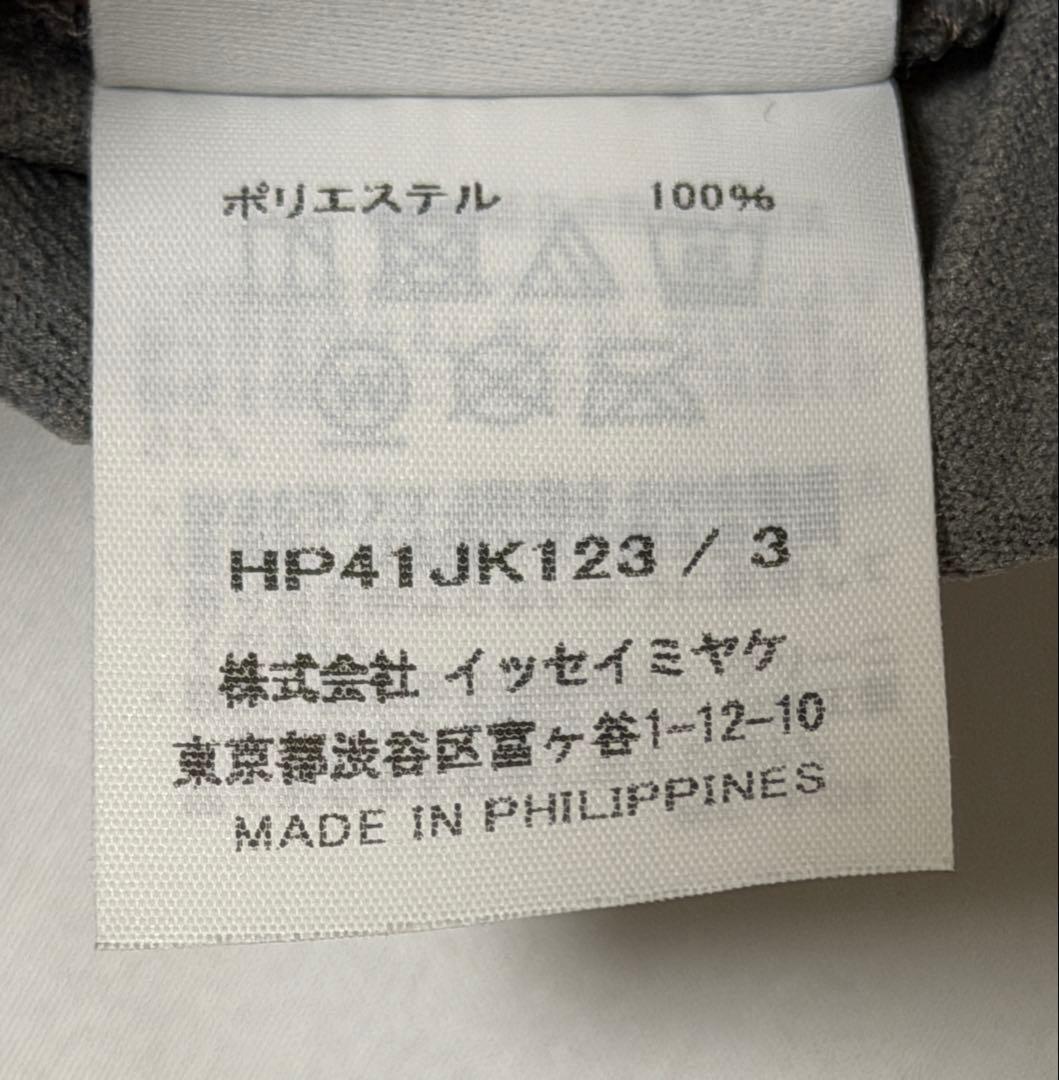 ポリエステル 100%
HP41JK123 / 3
株式会社 イッセイミヤケ
東京都渋谷区富ヶ谷1-12-10
MADE IN PHILIPPINES